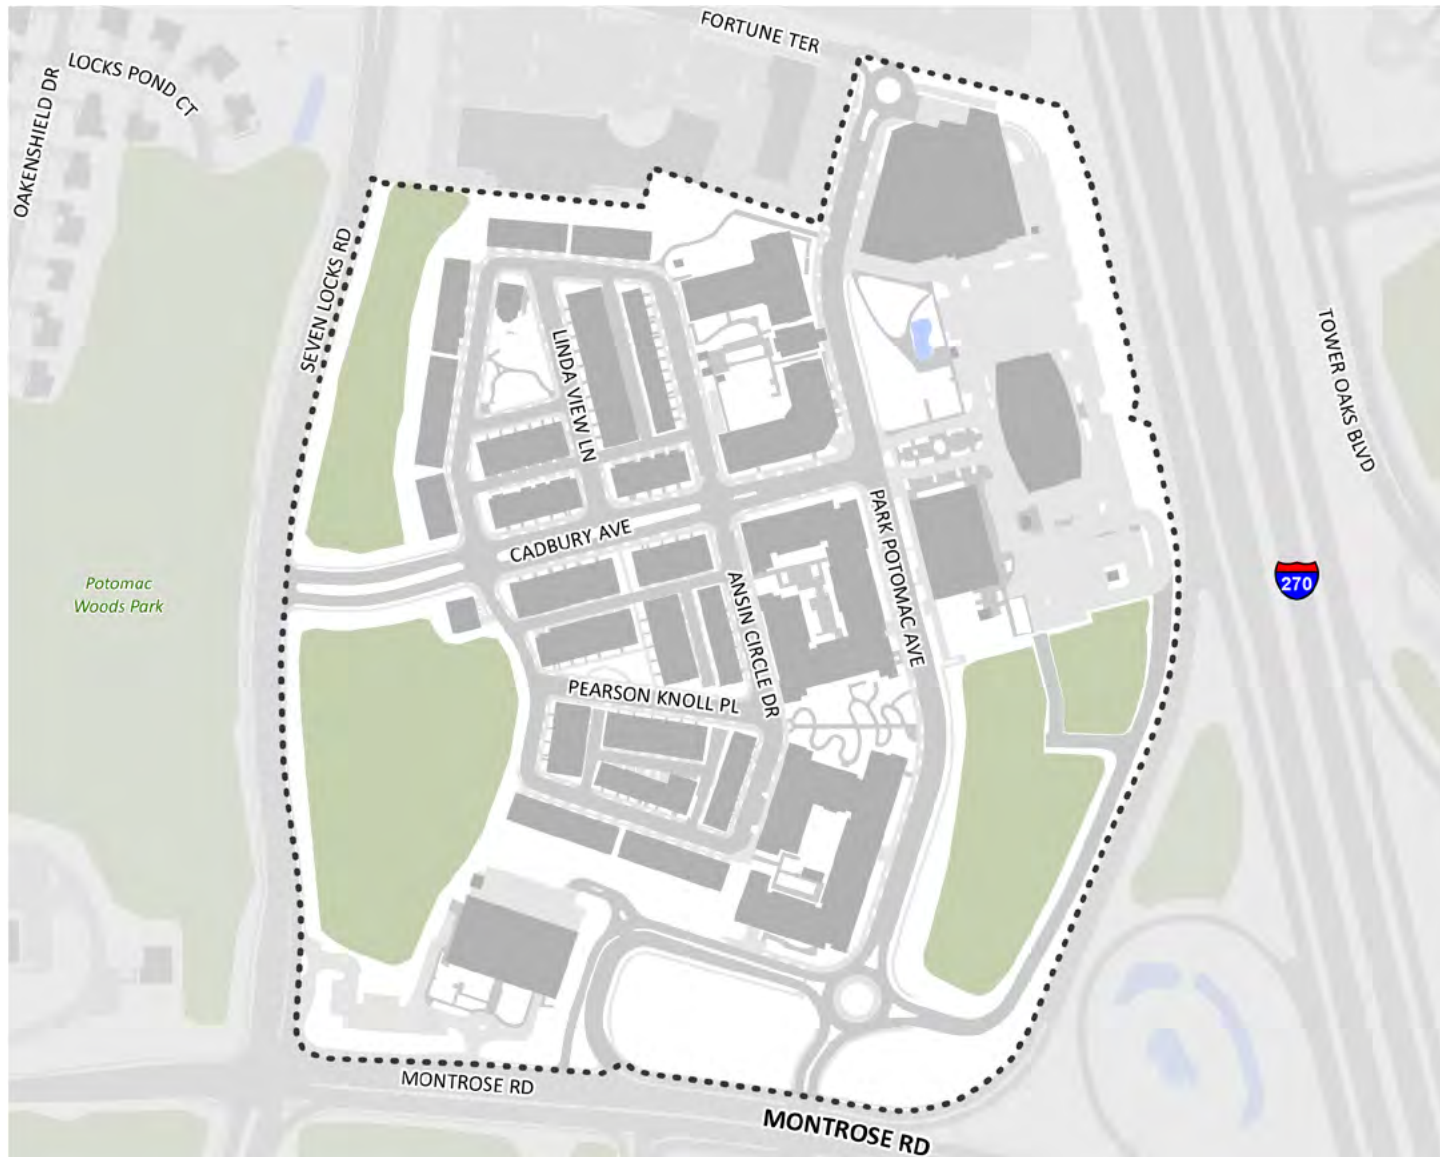 FORTUNE TER
LOCKS POND CT
OAKENSHIELD DR
SEVEN LOCKS RD
LINDA VIEW LN
TOWER OAKS BLVD
CADBURY AVE
PARK POTOMAC AVE
ANSIN CIRCLE DR
270
Potomac
Woods Park
PEARSON KNOLL PL
MONTROSE RD
MONTROSE RD